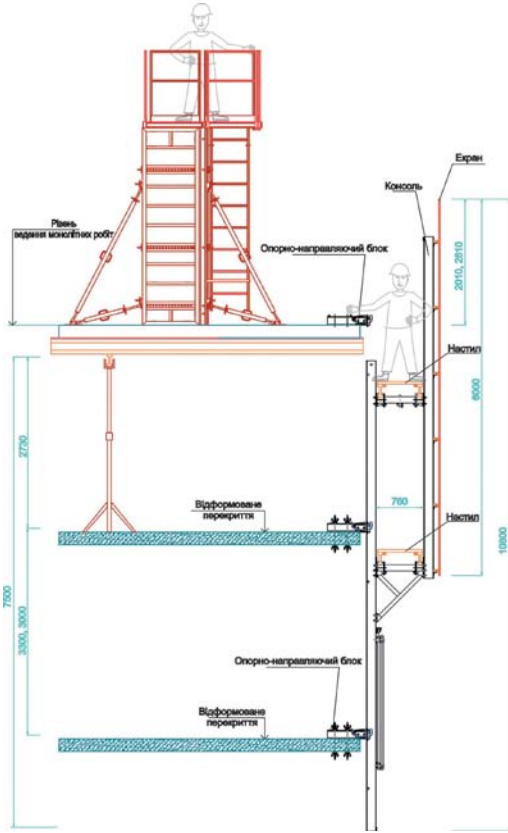 Екран
Консоль
Рівень
ведення монолітних робіт
Опорно-направляючий блок
2010, 2810
Настил
6000
2730
760
Відформоване
перекриття
Настил
10800
7500
3300, 3000
Опорно-направляючий блок
Відформоване
перекриття